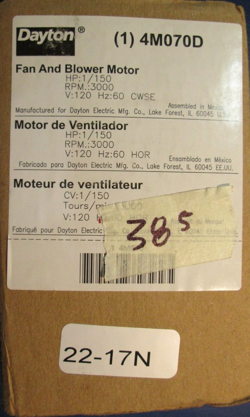 Dayton®
(1) 4M070D
Fan And Blower Motor
HP:1/150
RPM.:3000
V:120 Hz:60 CWSE
Assembled in Mexico
Manufactured for Dayton Electric Mfg. Co., Lake Forest, IL 60045 U.S.
Motor de Ventilador
HP:1/150
RPM.:3000
V:120 Hz:60 HOR
Ensamblado en México
Fabricado para Dayton Electric Mfg. Co., Lake Forest, IL 60045 EE.UU.
Moteur de ventilateur
CV:1/150
Tours/
V:120
Fabriqué pour Dayton Electric
385
22-17N